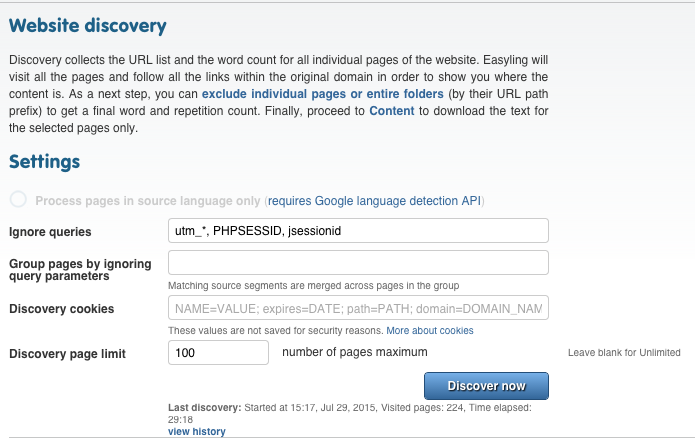 Website discovery
Discovery collects the URL list and the word count for all individual pages of the website. Easyling will
visit all the pages and follow all the links within the original domain in order to show you where the
content is. As a next step, you can exclude individual pages or entire folders (by their URL path
prefix) to get a final word and repetition count. Finally, proceed to Content to download the text for
the selected pages only.
Settings
Process pages in source language only (requires Google language detection API)
Ignore queries utm_*, PHPSESSID, jsessionid
Group pages by ignoring
query parameters
Matching source segments are merged across pages in the group
Discovery cookies NAME=VALUE; expires=DATE; path=PATH; domain=DOMAIN_NAM
These values are not saved for security reasons. More about cookies
Discovery page limit 100 number of pages maximum Leave blank for Unlimited
Discover now
Last discovery: Started at 15:17, Jul 29, 2015, Visited pages: 224, Time elapsed:
29:18
view history